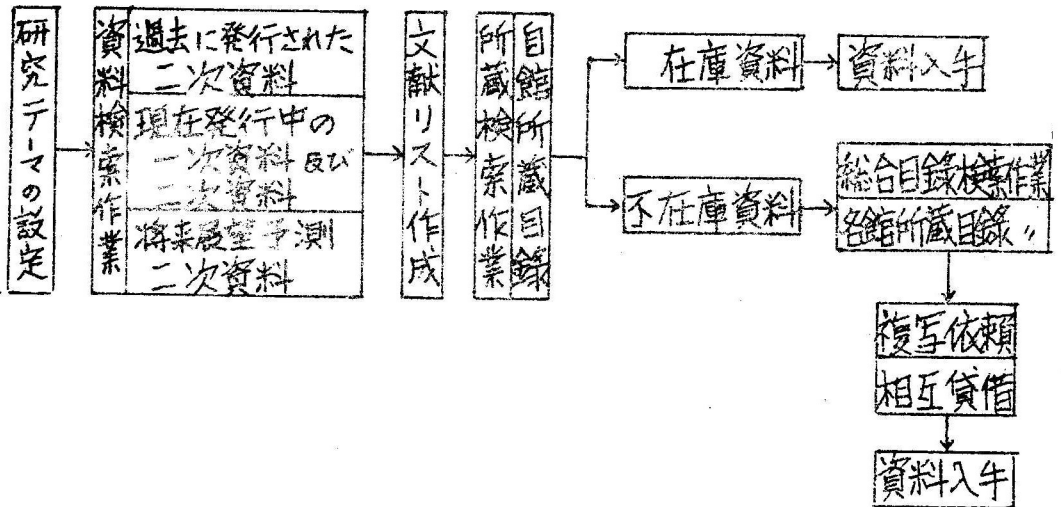 研究テーマの設定
資料検索作業
過去に発行された
二次資料
現在発行中の
一次資料 及び
二次資料
将来展望予測
二次資料
文献リスト作成
所蔵検索作業
自館所蔵目録
在庫資料
資料入手
不在庫資料
総合目録検索作業
各館所蔵目録 〃
複写依頼
相互貸借
資料入手